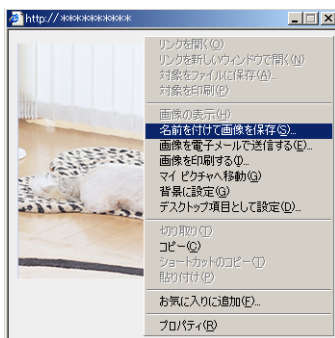 http://***********
リンクを開く(O)
リンクを新しいウィンドウで開く(N)
対象をファイルに保存(A)...
対象を印刷(P)
画像の表示(H)
名前を付けて画像を保存(S)...
画像を電子メールで送信する(E)...
画像を印刷する(I)...
マイ ピクチャへ移動(G)
背景に設定(G)
デスクトップ項目として設定(D)...
切り取り(T)
コピー(C)
ショートカットのコピー(T)
貼り付け(P)
お気に入りに追加(F)...
プロパティ(R)